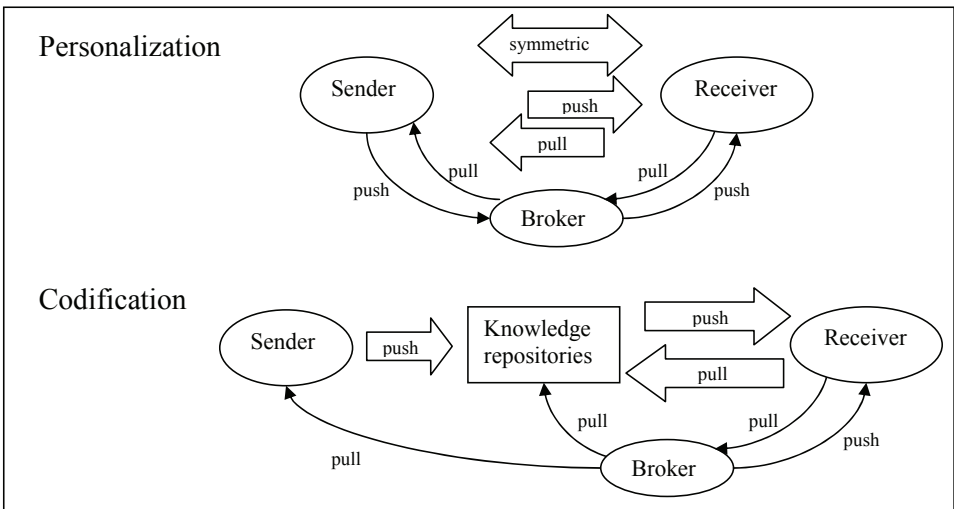 Personalization
symmetric
Sender
Receiver
push
pull
pull
pull
push
push
Broker
Codification
Sender
push
Knowledge
repositories
push
Receiver
pull
pull
pull
push
pull
Broker